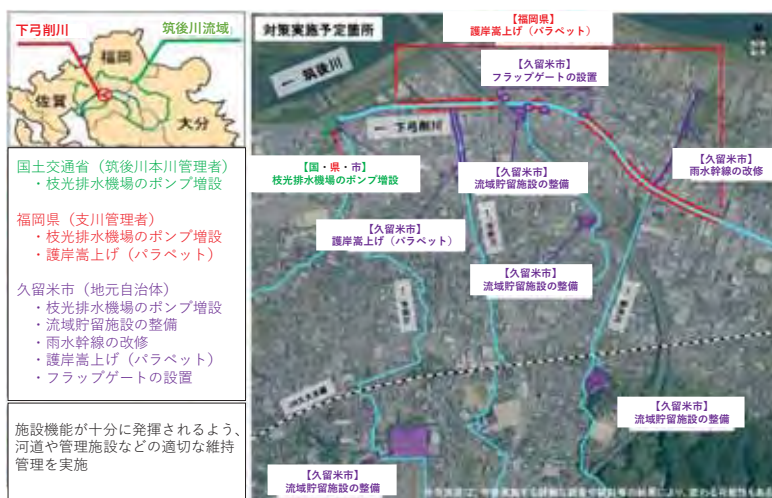 下弓削川
筑後川流域
福岡
佐賀
大分
国土交通省（筑後川本川管理者）
・枝光排水機場のポンプ増設
福岡県（支川管理者）
・枝光排水機場のポンプ増設
・護岸嵩上げ（パラペット）
久留米市（地元自治体）
・枝光排水機場のポンプ増設
・流域貯留施設の整備
・雨水幹線の改修
・護岸嵩上げ（パラペット）
・フラップゲートの設置
施設機能が十分に発揮されるよう、
河道や管理施設などの適切な維持
管理を実施
対策実施予定箇所
【福岡県】
護岸嵩上げ（パラペット）
← 筑後川
【久留米市】
フラップゲートの設置
← 下弓削川
【国・県・市】
枝光排水機場のポンプ増設
【久留米市】
流域貯留施設の整備
【久留米市】
雨水幹線の改修
【久留米市】
護岸嵩上げ（パラペット）
【久留米市】
流域貯留施設の整備
【久留米市】
流域貯留施設の整備
【久留米市】
流域貯留施設の整備